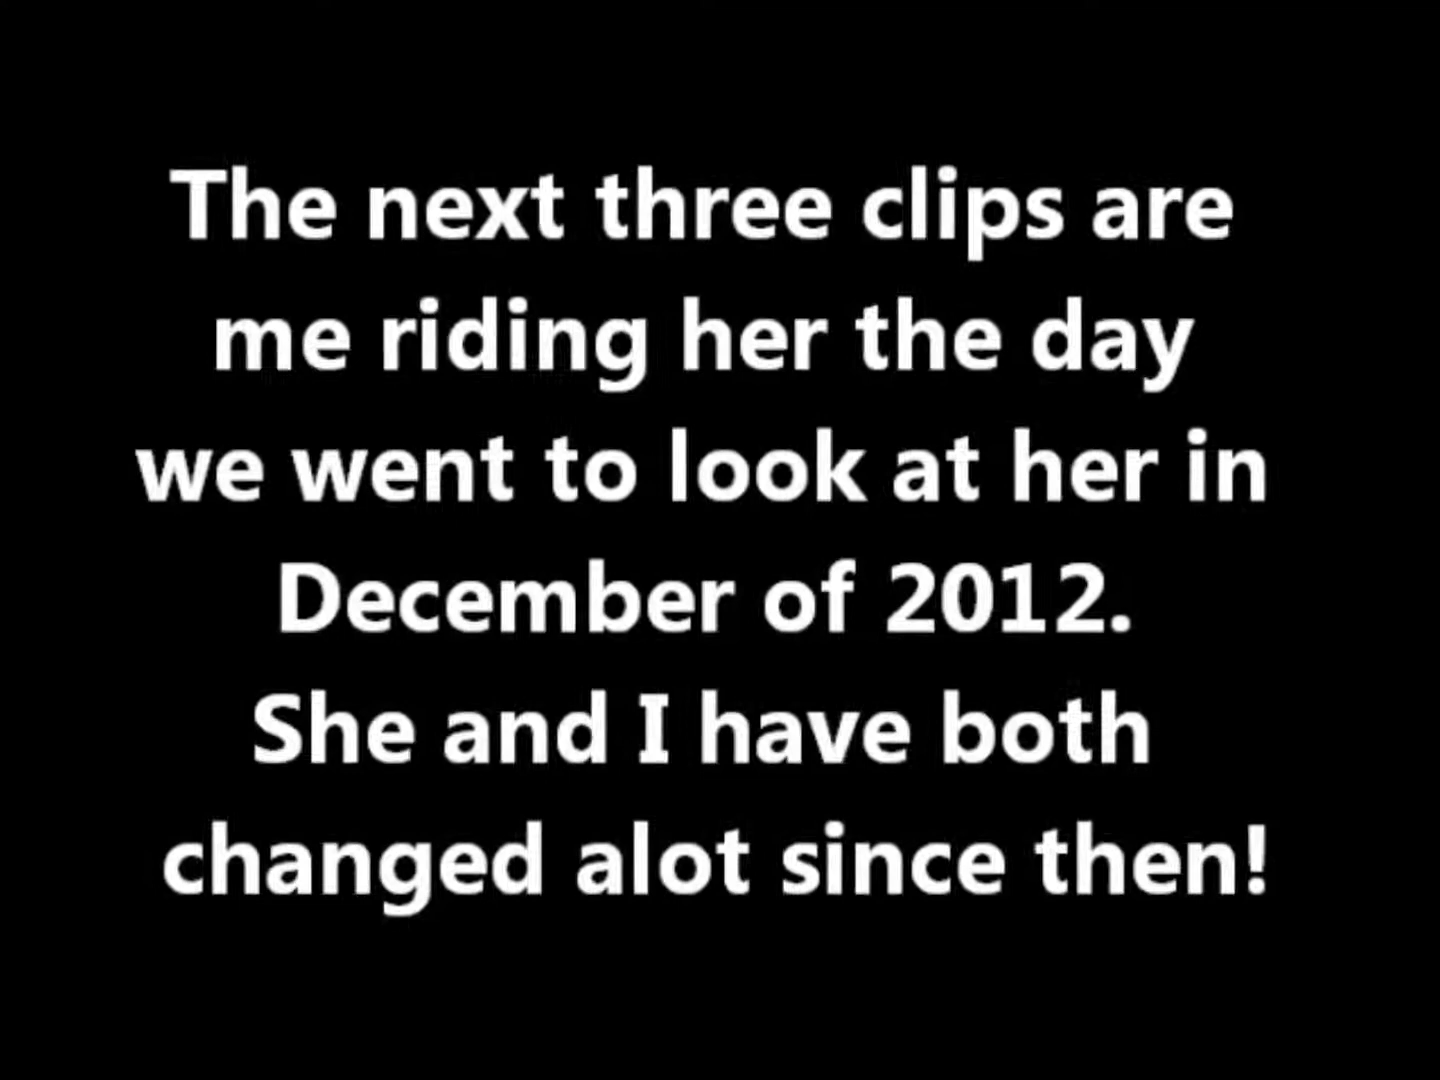 The next three clips are
me riding her the day
we went to look at her in
December of 2012.
She and I have both
changed alot since then!